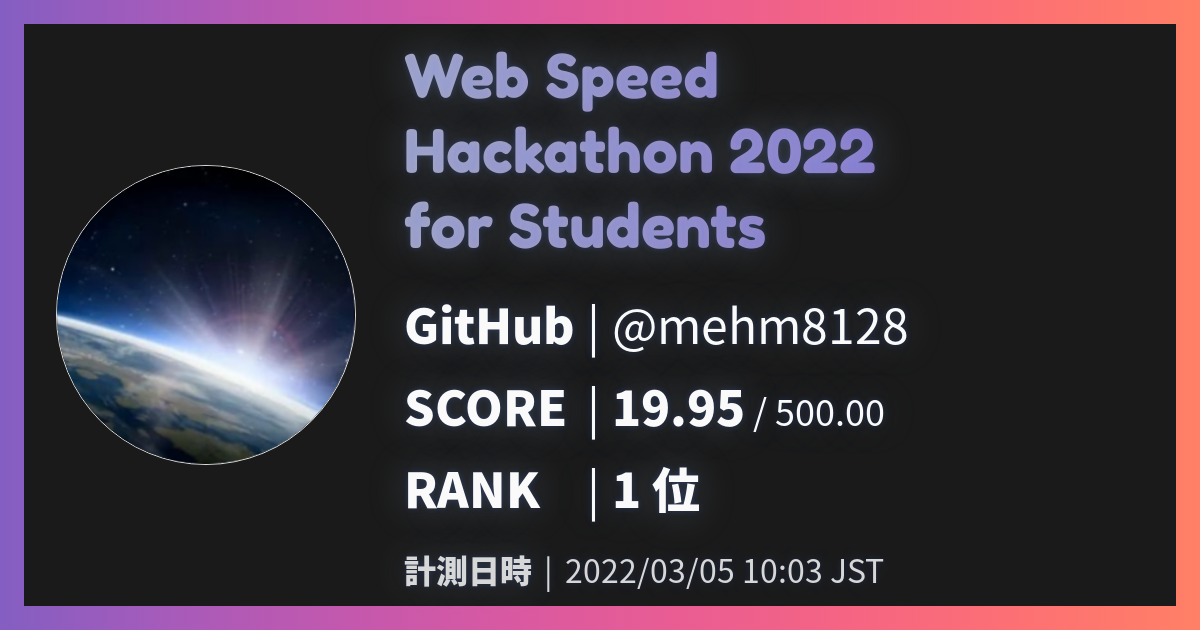 Web Speed
Hackathon 2022
for Students
GitHub | @mehm8128
SCORE | 19.95 / 500.00
RANK | 1 位
計測日時 | 2022/03/05 10:03 JST